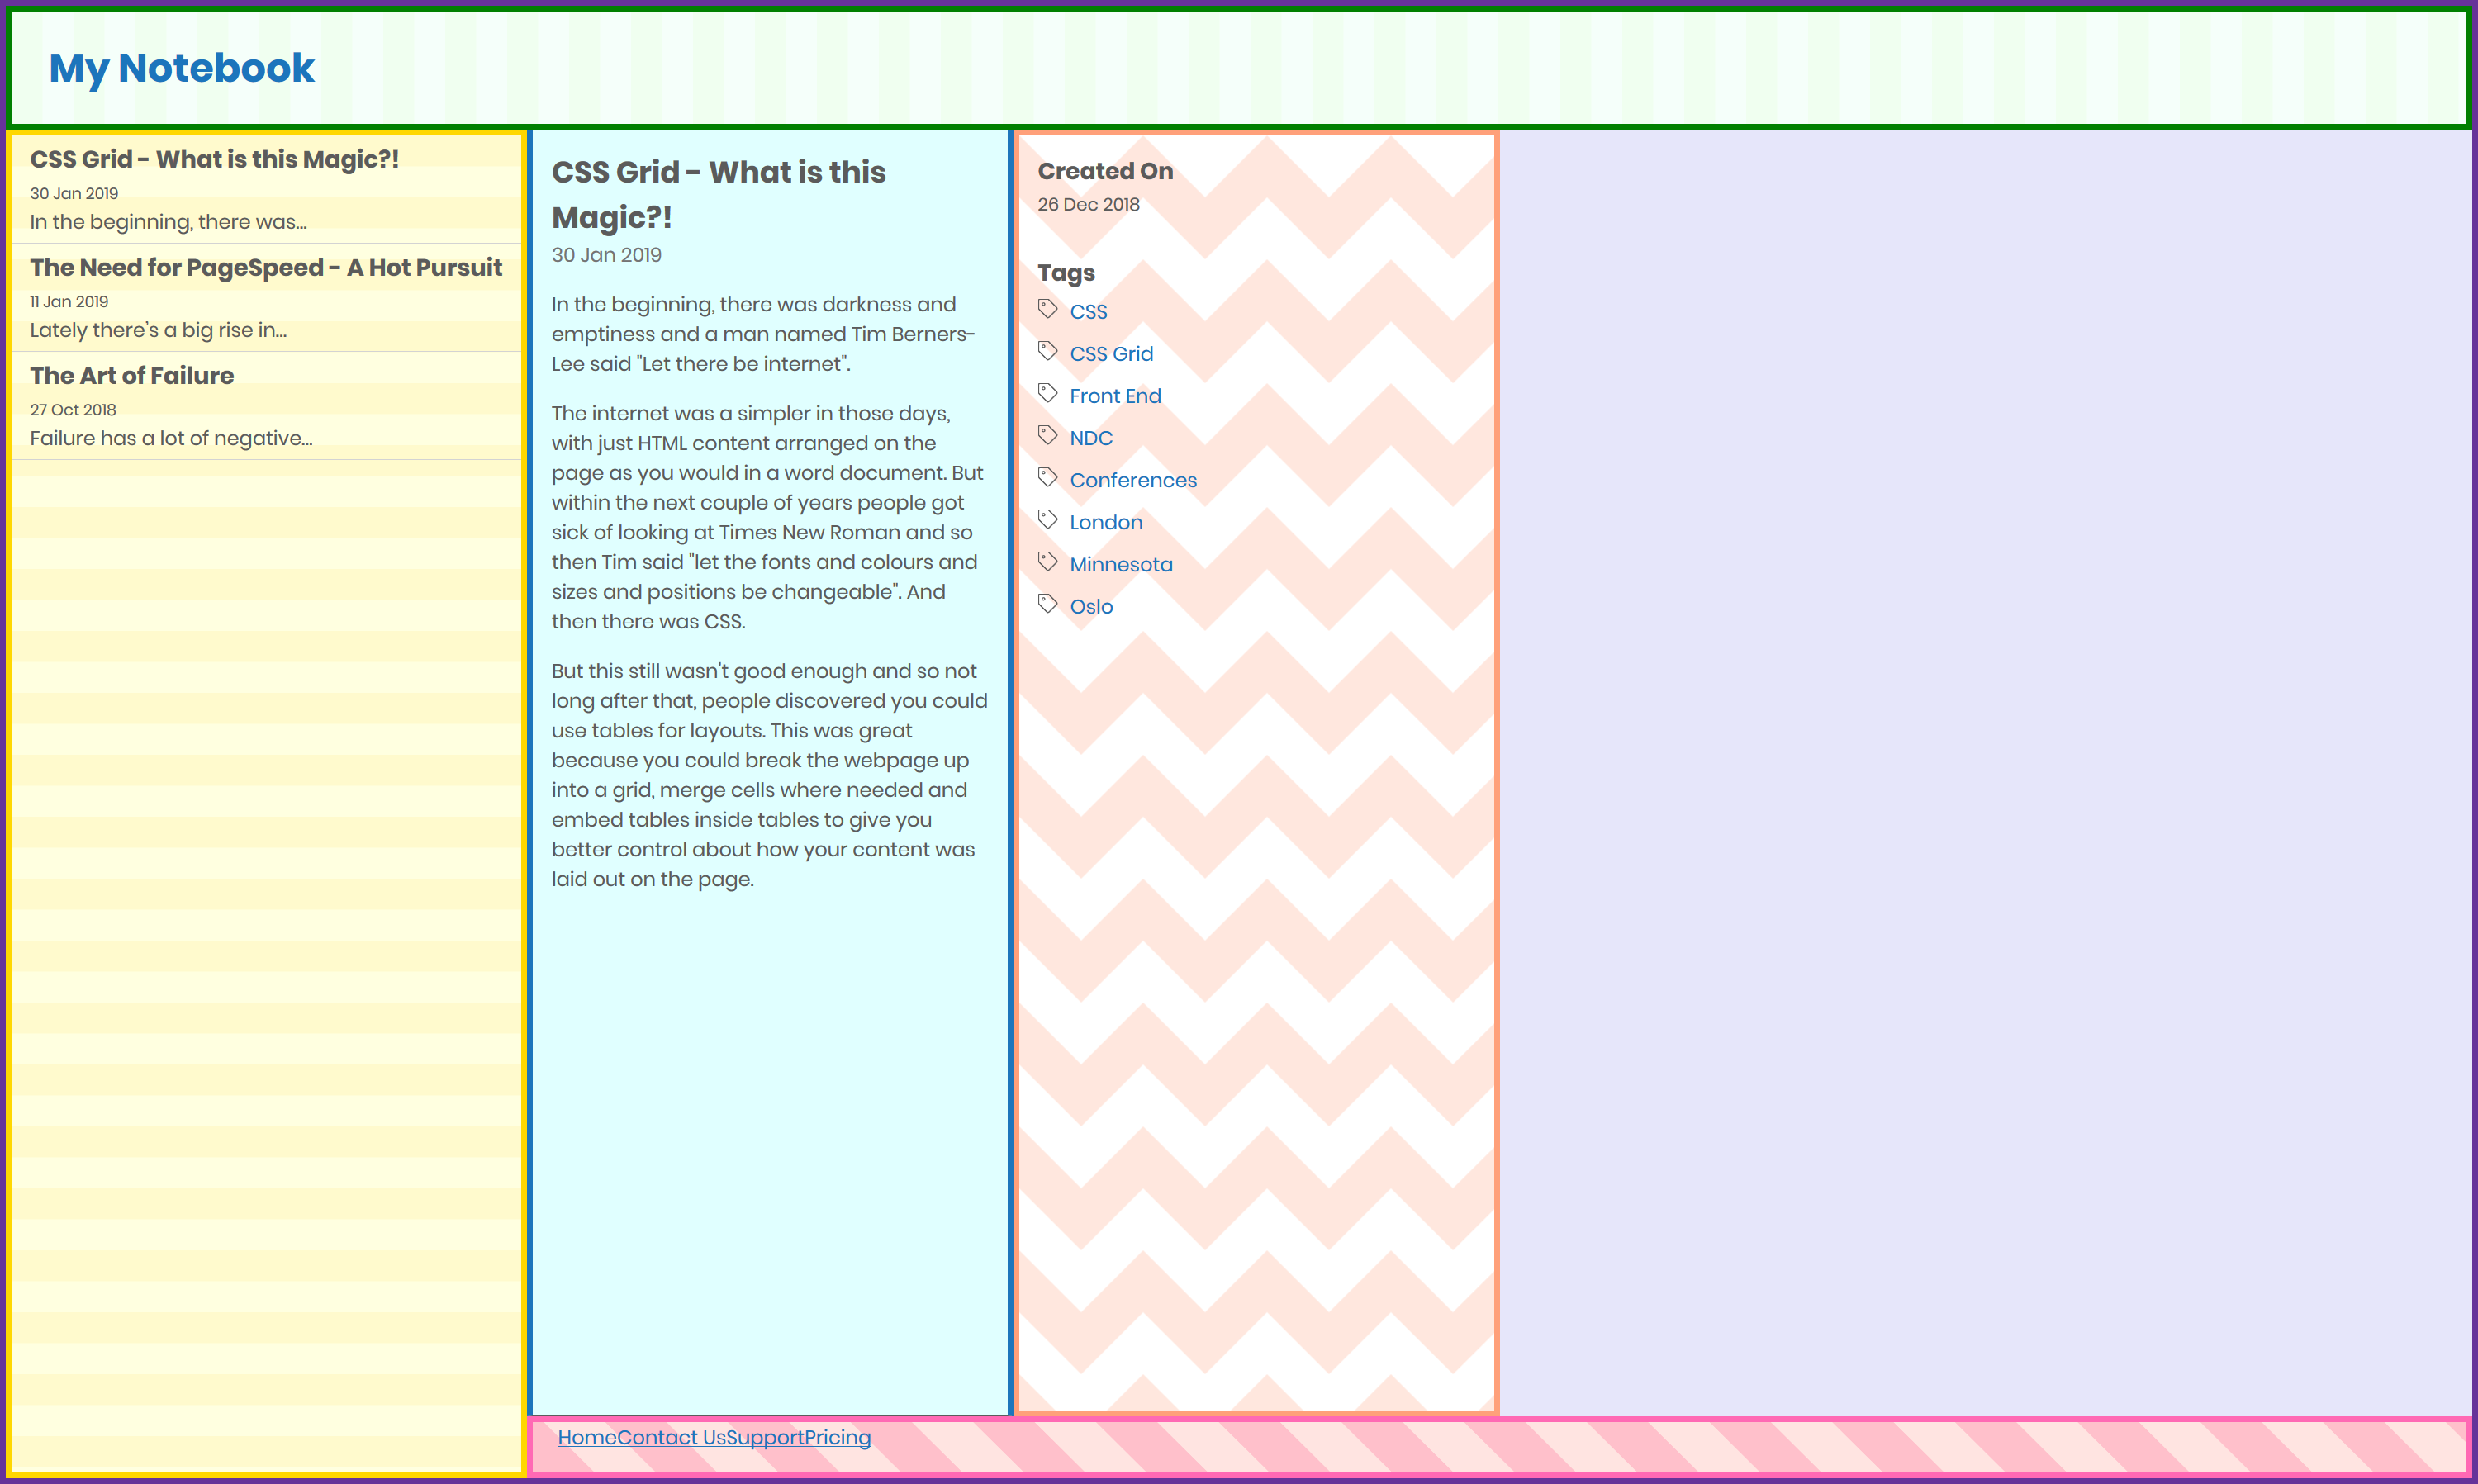 My Notebook
CSS Grid - What is this Magic?!
30 Jan 2019
In the beginning, there was...
The Need for PageSpeed - A Hot Pursuit
11 Jan 2019
Lately there's a big rise in...
The Art of Failure
27 Oct 2018
Failure has a lot of negative...
CSS Grid - What is this
Magic?!
30 Jan 2019
In the beginning, there was darkness and
emptiness and a man named Tim Berners-
Lee said "Let there be internet".
The internet was a simpler in those days,
with just HTML content arranged on the
page as you would in a word document. But
within the next couple of years people got
sick of looking at Times New Roman and so
then Tim said "let the fonts and colours and
sizes and positions be changeable". And
then there was CSS.
But this still wasn't good enough and so not
long after that, people discovered you could
use tables for layouts. This was great
because you could break the webpage up
into a grid, merge cells where needed and
embed tables inside tables to give you
better control about how your content was
laid out on the page.
Created On
26 Dec 2018
Tags
CSS
CSS Grid
Front End
NDC
Conferences
London
Minnesota
Oslo
HomeContact UsSupportPricing